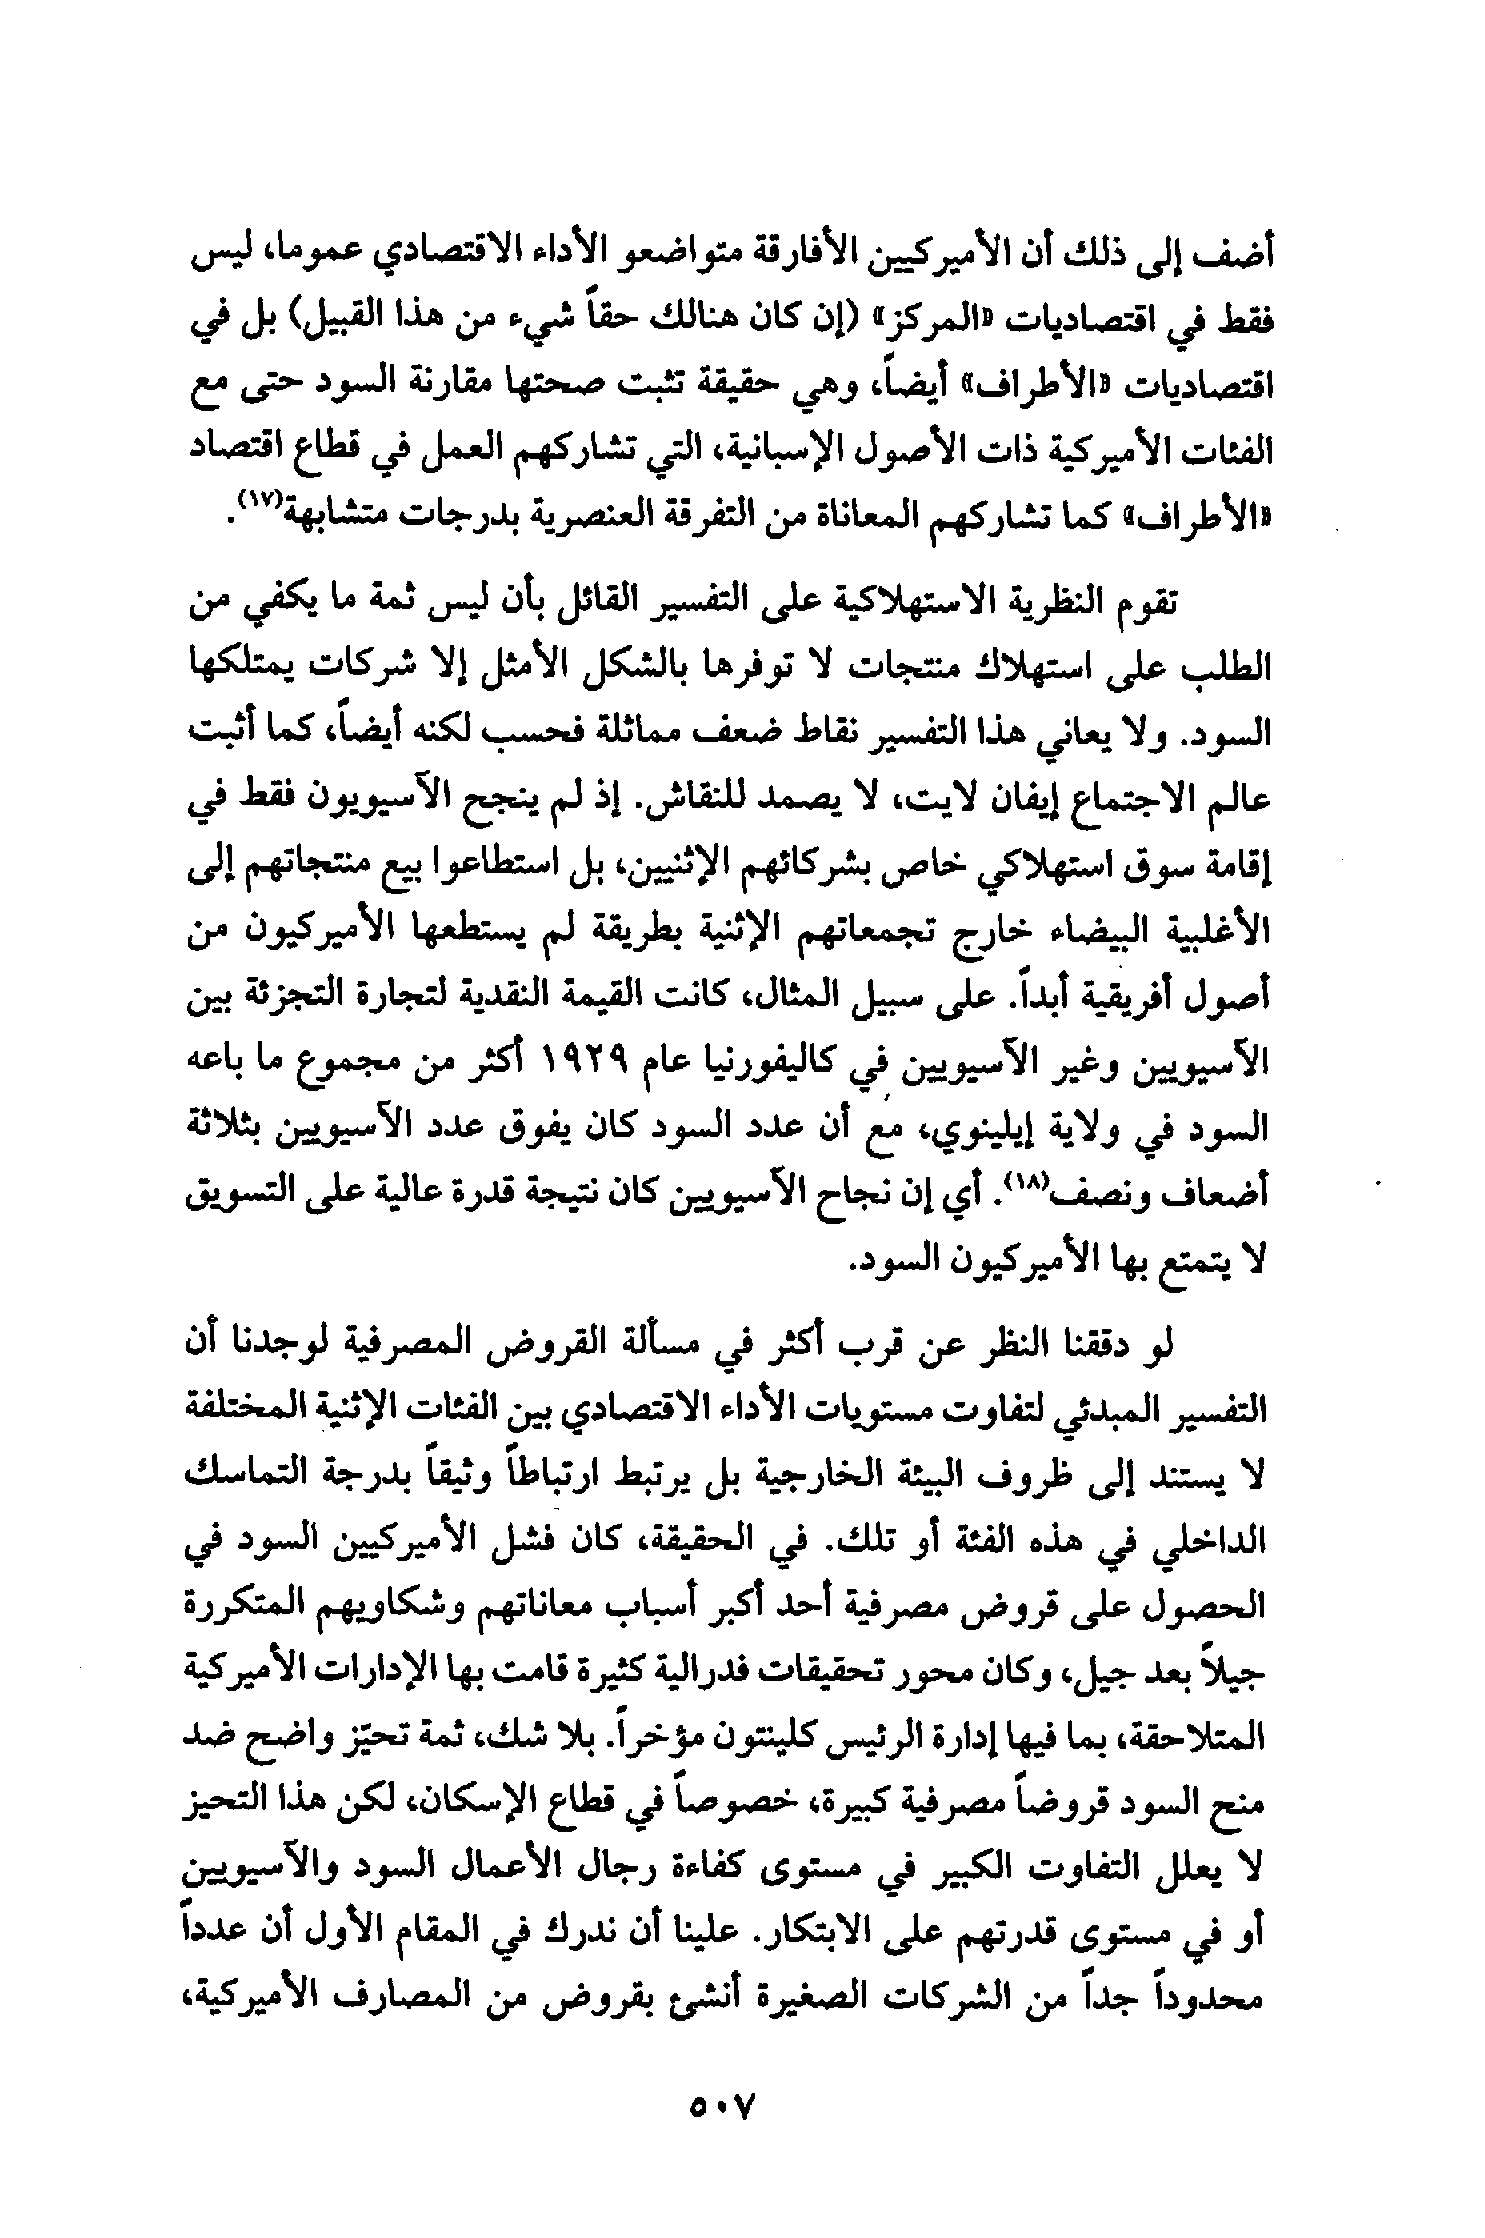 أضف إلى ذلك أن الأميركيين الأفارقة متواضعو الأداء الاقتصادي عموما، ليس
فقط في اقتصاديات «المركز» (إن كان هنالك حقاً شيء من هذا القبيل) بل في
اقتصاديات «الأطراف» أيضاً، وهي حقيقة تثبت صحتها مقارنة السود حتى مع
الفئات الأميركية ذات الأصول الإسبانية، التي تشاركهم العمل في قطاع اقتصاد
«الأطراف» كما تشاركهم المعاناة من التفرقة العنصرية بدرجات متشابهة(١٧).
تقوم النظرية الاستهلاكية على التفسير القائل بأن ليس ثمة ما يكفي من
الطلب على استهلاك منتجات لا توفرها بالشكل الأمثل إلا شركات يمتلكها
السود. ولا يعاني هذا التفسير نقاط ضعف مماثلة فحسب لكنه أيضاً، كما أثبت
عالم الاجتماع إيفان لايت، لا يصمد للنقاش. إذ لم ينجح الآسيويون فقط في
إقامة سوق استهلاكي خاص بشركائهم الإثنيين، بل استطاعوا بيع منتجاتهم إلى
الأغلبية البيضاء خارج تجمعاتهم الإثنية بطريقة لم يستطعها الأميركيون من
أصول أفريقية أبداً. على سبيل المثال، كانت القيمة النقدية لتجارة التجزئة بين
الآسيويين وغير الآسيويين في كاليفورنيا عام ١٩٢٩ أكثر من مجموع ما باعه
السود في ولاية إيلينوي، مع أن عدد السود كان يفوق عدد الآسيويين بثلاثة
أضعاف ونصف(١٨). أي إن نجاح الآسيويين كان نتيجة قدرة عالية على التسويق
لا يتمتع بها الأميركيون السود.
لو دققنا النظر عن قرب أكثر في مسألة القروض المصرفية لوجدنا أن
التفسير المبدئي لتفاوت مستويات الأداء الاقتصادي بين الفئات الإثنية المختلفة
لا يستند إلى ظروف البيئة الخارجية بل يرتبط ارتباطاً وثيقاً بدرجة التماسك
الداخلي في هذه الفئة أو تلك. في الحقيقة، كان فشل الأميركيين السود في
الحصول على قروض مصرفية أحد أكبر أسباب معاناتهم وشكاويهم المتكررة
جيلاً بعد جيل، وكان محور تحقيقات فدرالية كثيرة قامت بها الإدارات الأميركية
المتلاحقة، بما فيها إدارة الرئيس كلينتون مؤخراً. بلا شك، ثمة تحيّز واضح ضد
منح السود قروضاً مصرفية كبيرة، خصوصاً في قطاع الإسكان، لكن هذا التحيز
لا يعلل التفاوت الكبير في مستوى كفاءة رجال الأعمال السود والآسيويين
أو في مستوى قدرتهم على الابتكار. علينا أن ندرك في المقام الأول أن عدداً
محدوداً جداً من الشركات الصغيرة أنشئ بقروض من المصارف الأميركية،
٥٠٧